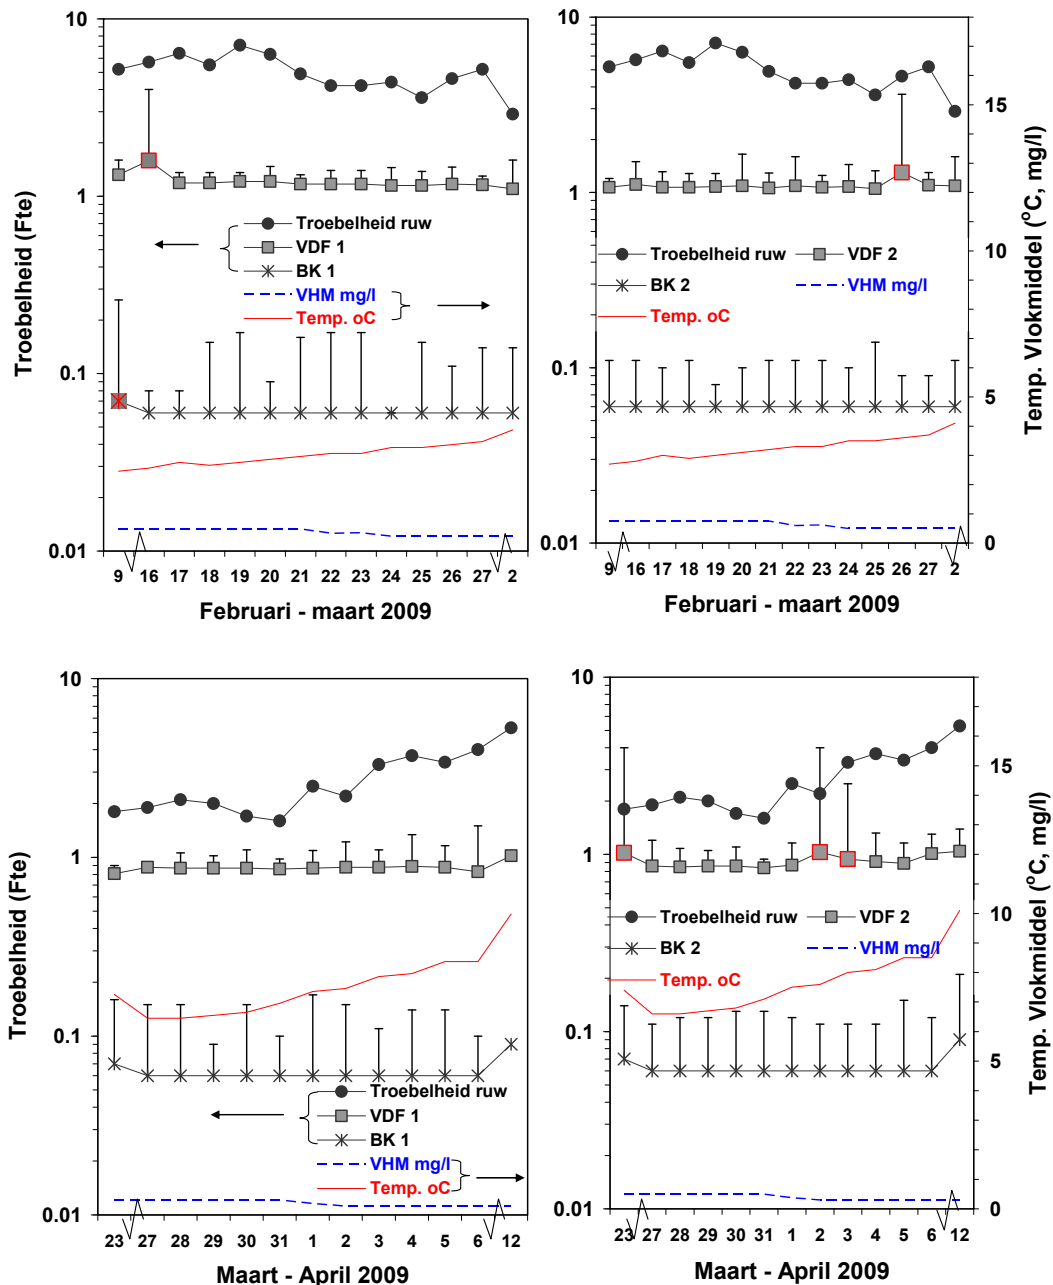 10
1
0.1
0.01
Troebelheid (Fte)
Troebelheid ruw
VDF 1
BK 1
VHM mg/l
Temp. oC
9 16 17 18 19 20 21 22 23 24 25 26 27 2
Februari - maart 2009
10
1
0.1
0.01
Troebelheid ruw
VDF 2
BK 2
VHM mg/l
Temp. oC
15
10
5
0
Temp. Vlokmiddel (°C, mg/l)
9 16 17 18 19 20 21 22 23 24 25 26 27 2
Februari - maart 2009
10
1
0.1
0.01
Troebelheid (Fte)
Troebelheid ruw
VDF 1
BK 1
VHM mg/l
Temp. oC
23 27 28 29 30 31 1 2 3 4 5 6 12
Maart - April 2009
10
1
0.1
0.01
Troebelheid ruw
VDF 2
BK 2
VHM mg/l
Temp. oC
15
10
5
0
Temp. Vlokmiddel (°C, mg/l)
23 27 28 29 30 31 1 2 3 4 5 6 12
Maart - April 2009